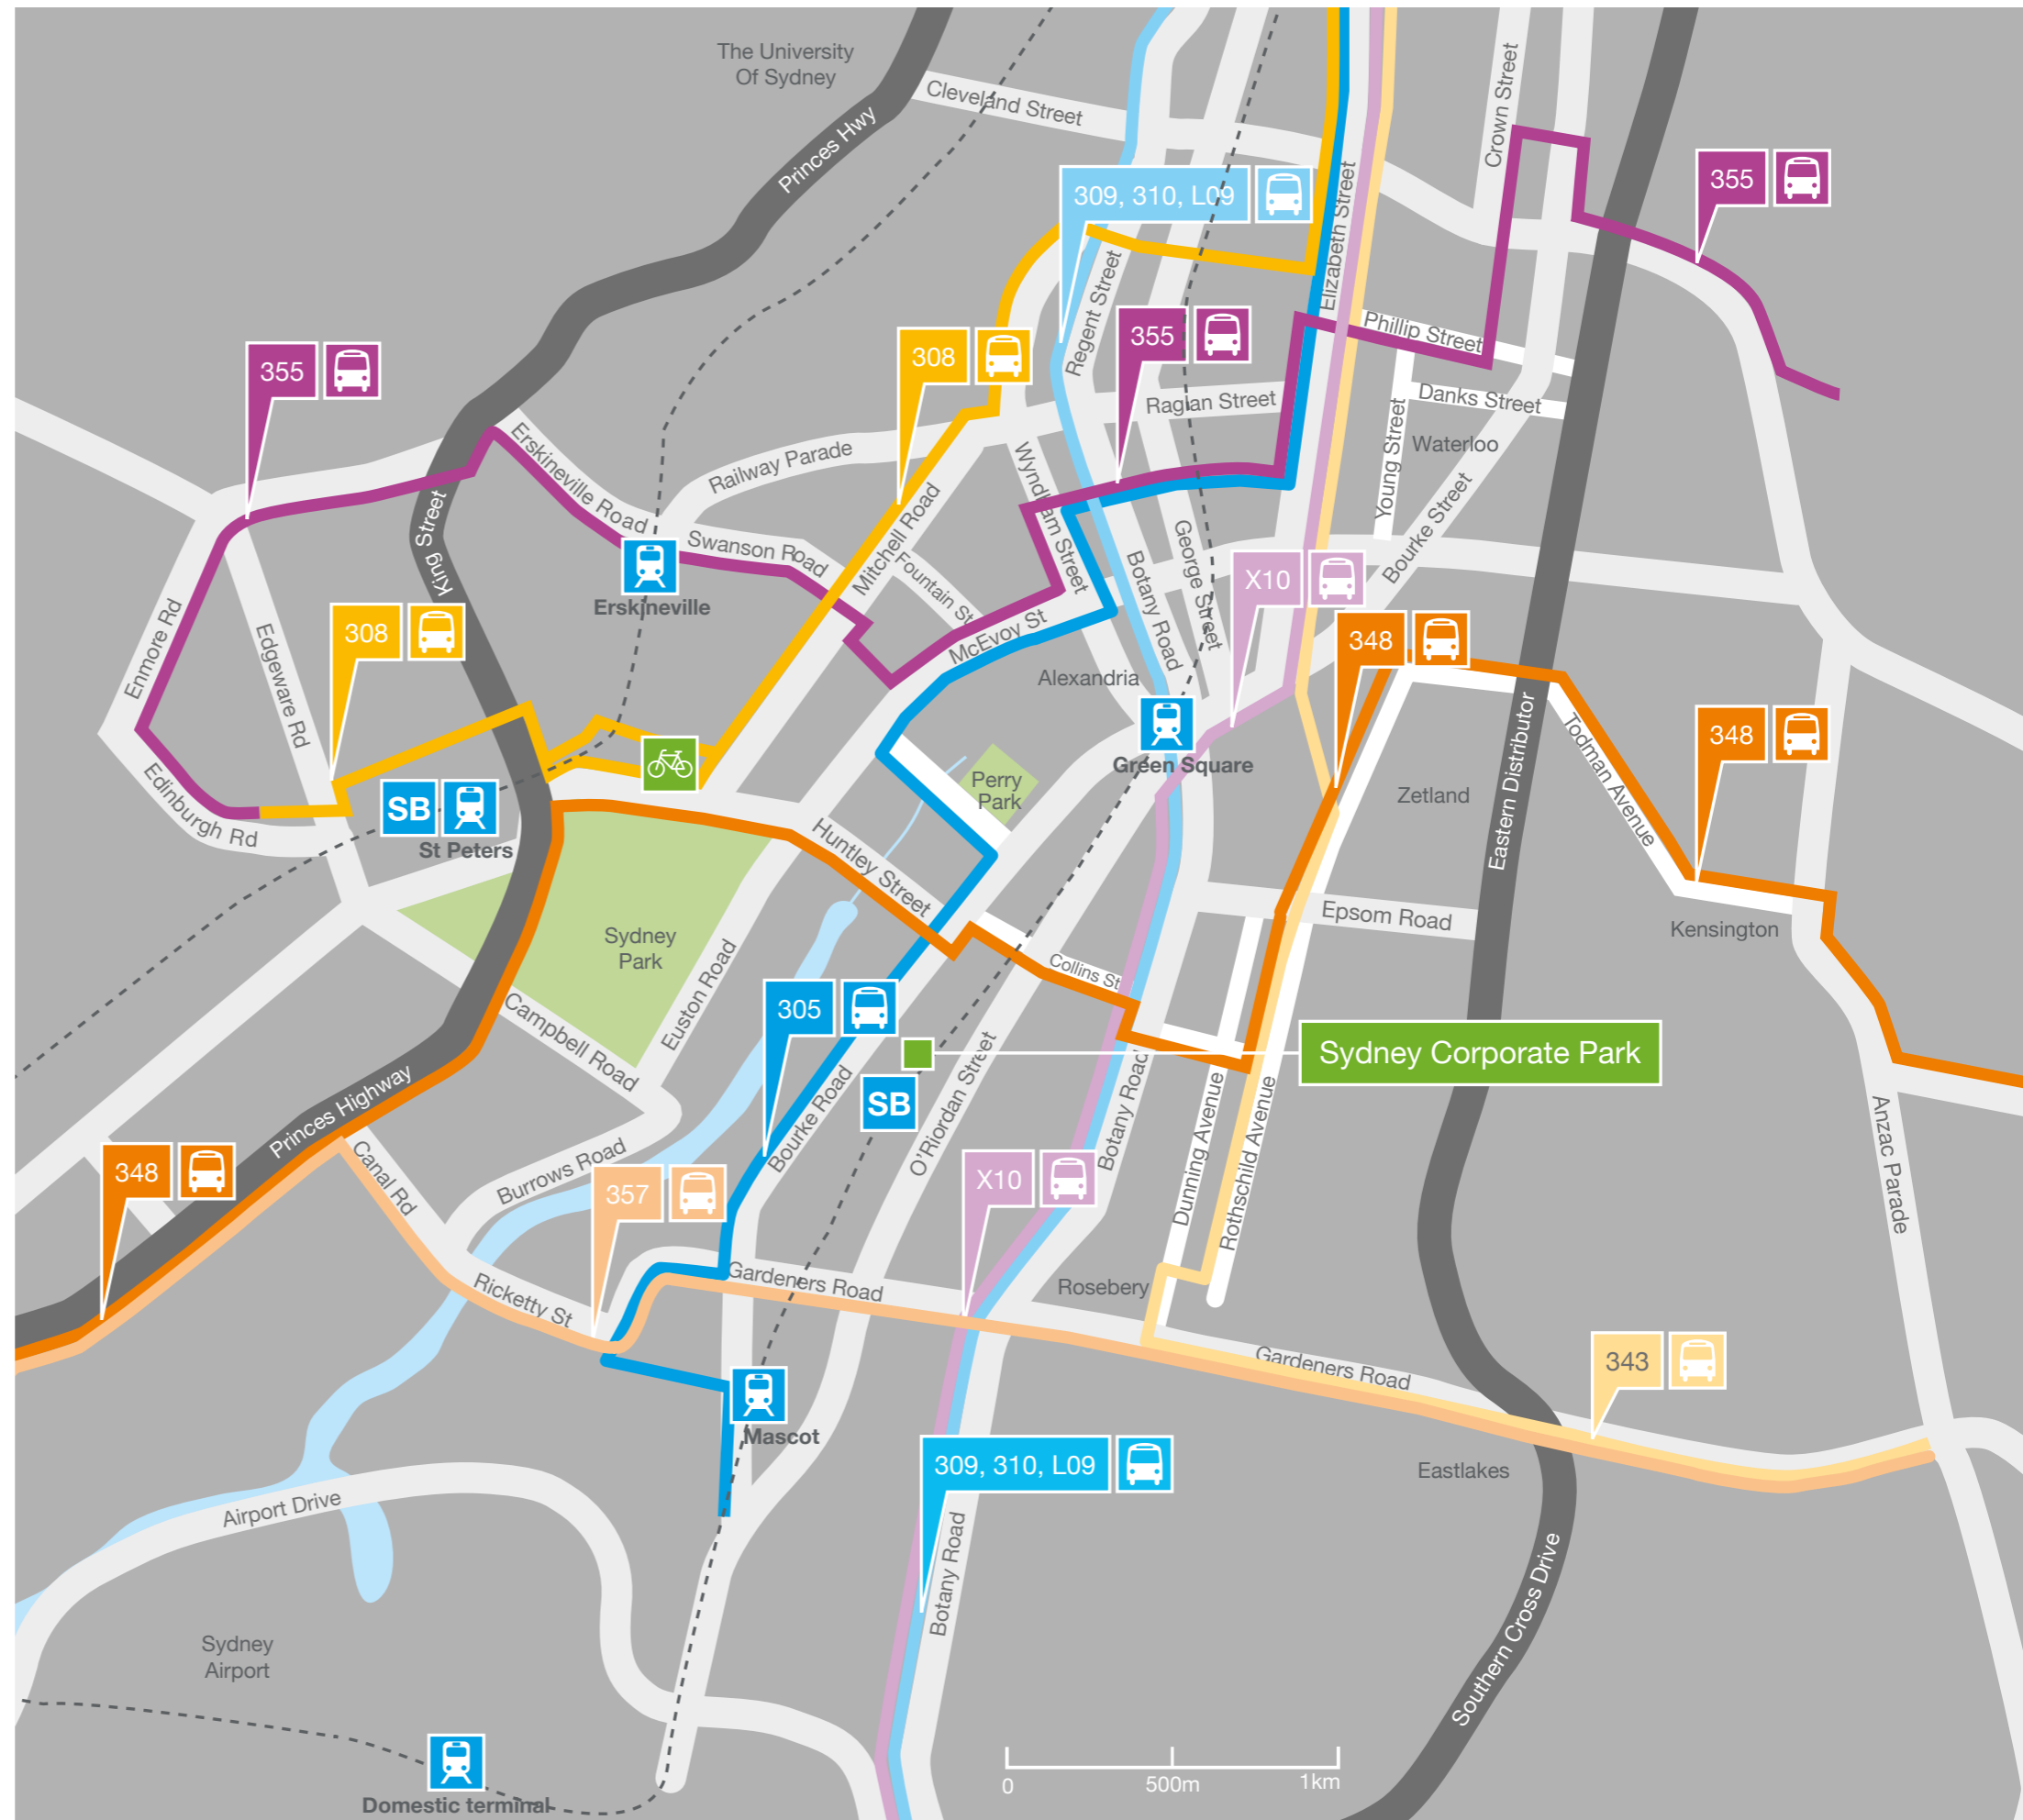 The University
Of Sydney
Cleveland Street
Princes Hwy
Crown Street
355
309, 310, L09
Elizabeth Street
Regent Street
355
Phillip Street
308
355
Raglan Street
Danks Street
Young Street
Waterloo
Erskineville Road
Railway Parade
Wyndham Street
Mitchell Road
Bourke Street
King Street
Swanson Road
Fountain St
George Street
Botany Road
X10
Erskineville
McEvoy St
Enmore Rd
Edgeware Rd
308
348
Alexandria
Green Square
Zetland
Eastern Distributor
Todman Avenue
348
Perry
Park
SB
St Peters
Edinburgh Rd
Huntley Street
Epsom Road
Kensington
Sydney
Park
Euston Road
Collins St
305
Campbell Road
Sydney Corporate Park
SB
Bourke Road
O'Riordan Street
Botany Road
Dunning Avenue
Rothschild Avenue
Anzac Parade
Princes Highway
348
Canal Rd
Burrows Road
357
X10
Ricketty St
Gardeners Road
Rosebery
Gardeners Road
343
Mascot
309, 310, L09
Eastlakes
Airport Drive
Botany Road
Southern Cross Drive
Sydney
Airport
Domestic terminal
0
500m
1km